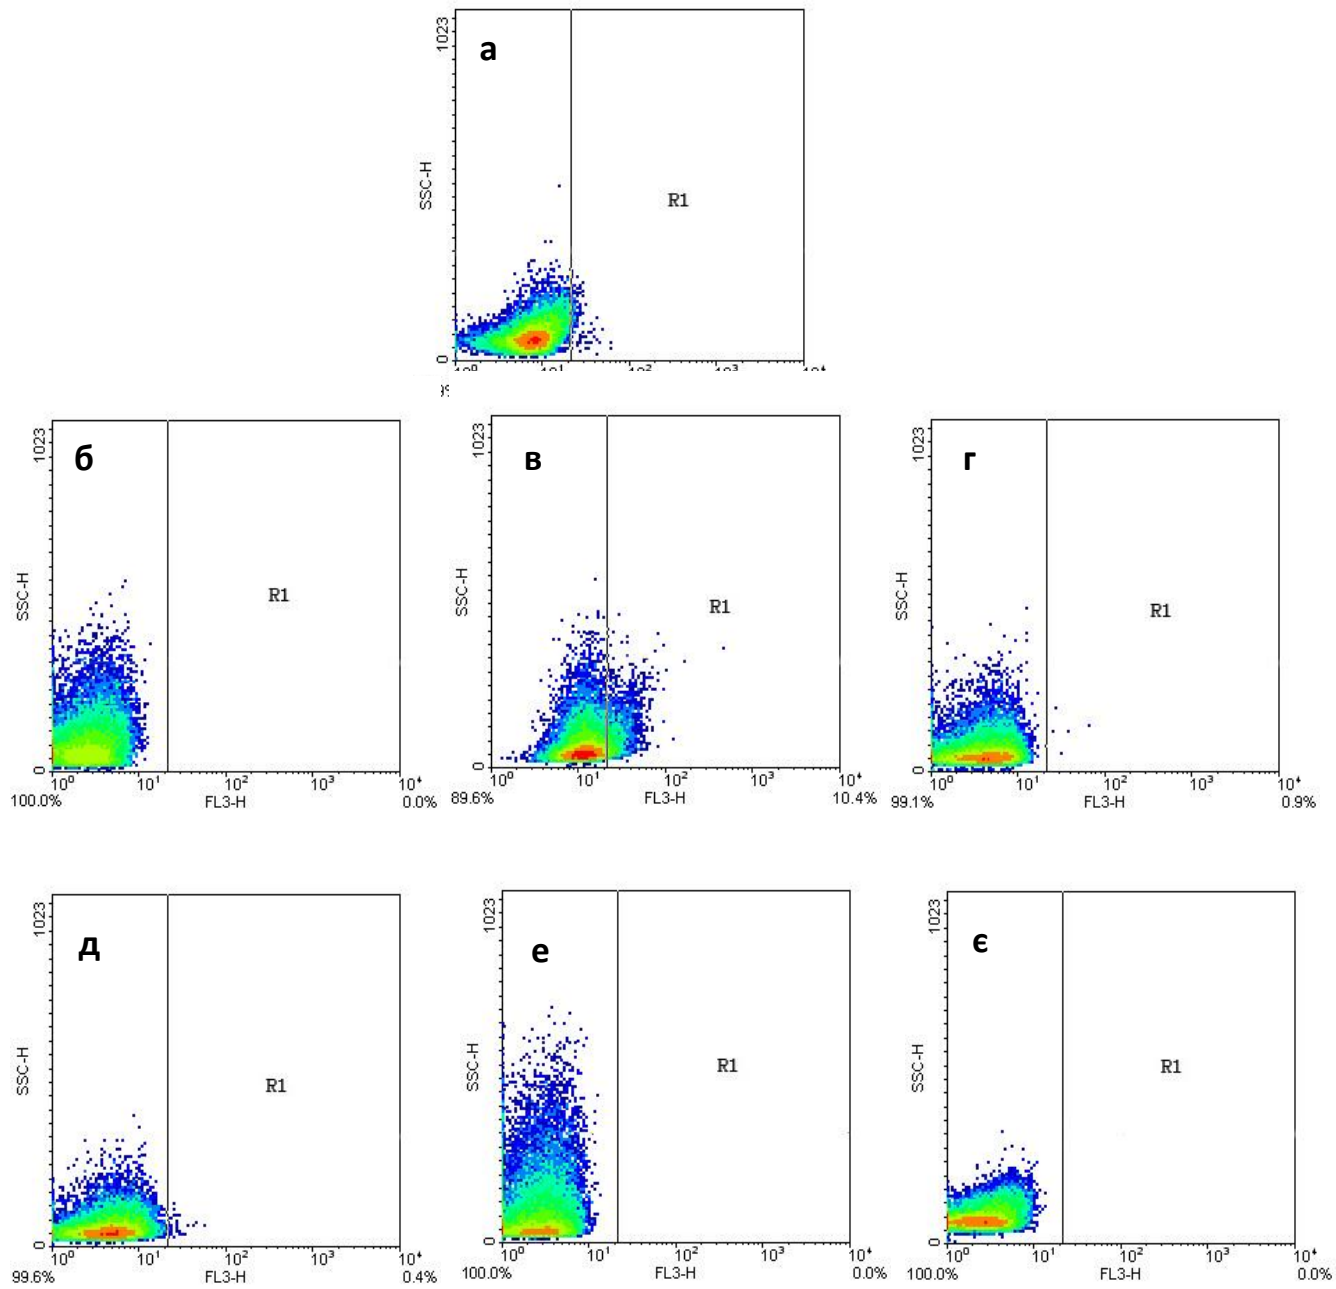 а
1023
SSC-H
R1
0
б
1023
SSC-H
R1
0
10⁰ 10¹ 10² 10³ 10⁴
100.0% FL3-H 0.0%
в
1023
SSC-H
R1
0
10⁰ 10¹ 10² 10³ 10⁴
89.6% FL3-H 10.4%
г
1023
SSC-H
R1
0
10⁰ 10¹ 10² 10³ 10⁴
99.1% FL3-H 0.9%
д
1023
SSC-H
R1
0
10⁰ 10¹ 10² 10³ 10⁴
99.6% FL3-H 0.4%
е
1023
SSC-H
R1
0
10⁰ 10¹ 10² 10³ 10⁴
100.0% FL3-H 0.0%
є
1023
SSC-H
R1
0
10⁰ 10¹ 10² 10³ 10⁴
100.0% FL3-H 0.0%